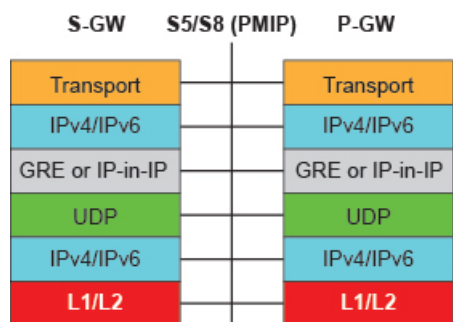 S-GW S5/S8 (PMIP) P-GW
Transport Transport
IPv4/IPv6 IPv4/IPv6
GRE or IP-in-IP GRE or IP-in-IP
UDP UDP
IPv4/IPv6 IPv4/IPv6
L1/L2 L1/L2